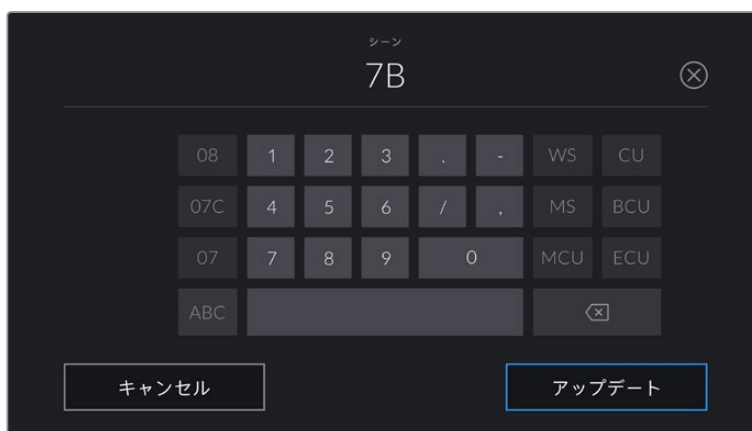 シーン
7B
08 1 2 3 . - WS CU
07C 4 5 6 / , MS BCU
07 7 8 9 0 MCU ECU
ABC
キャンセル アップデート